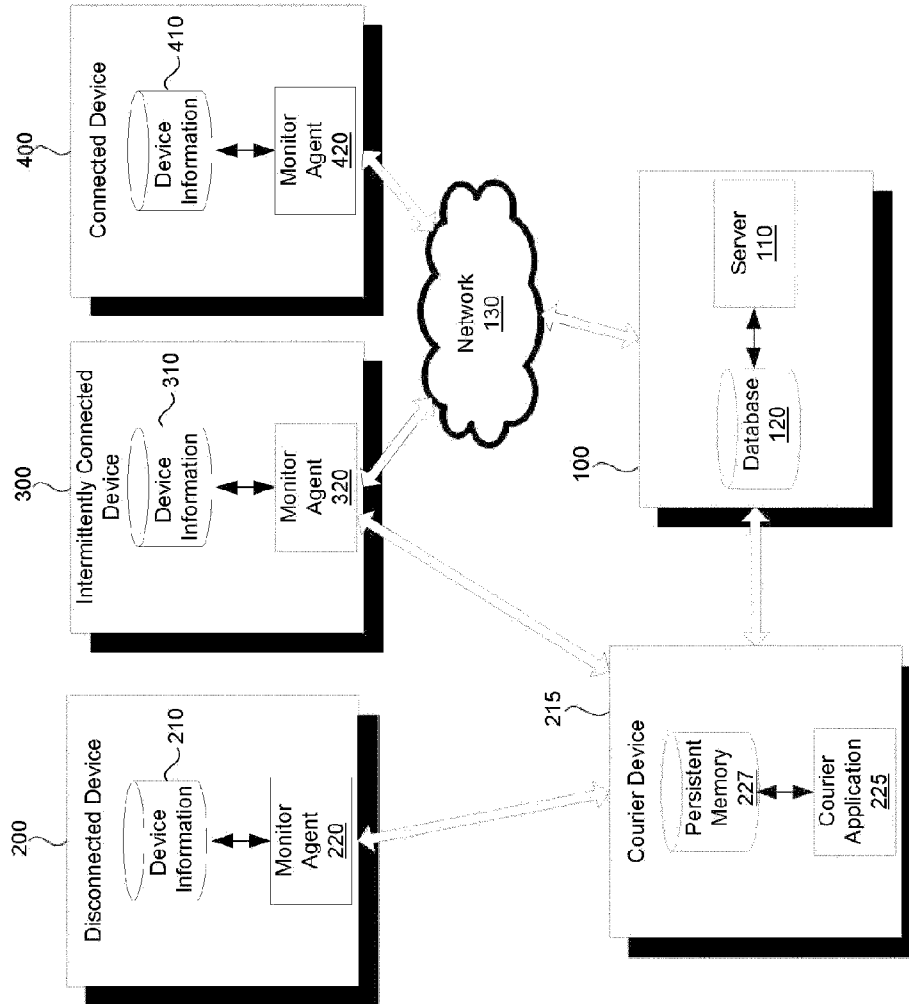 200
Disconnected Device
210
Device
Information
Monitor
Agent
220
300
Intermittently Connected
Device
310
Device
Information
Monitor
Agent
320
400
Connected Device
410
Device
Information
Monitor
Agent
420
Network
130
215
Courier Device
Persistent
Memory
227
Courier
Application
225
100
Database
120
Server
110